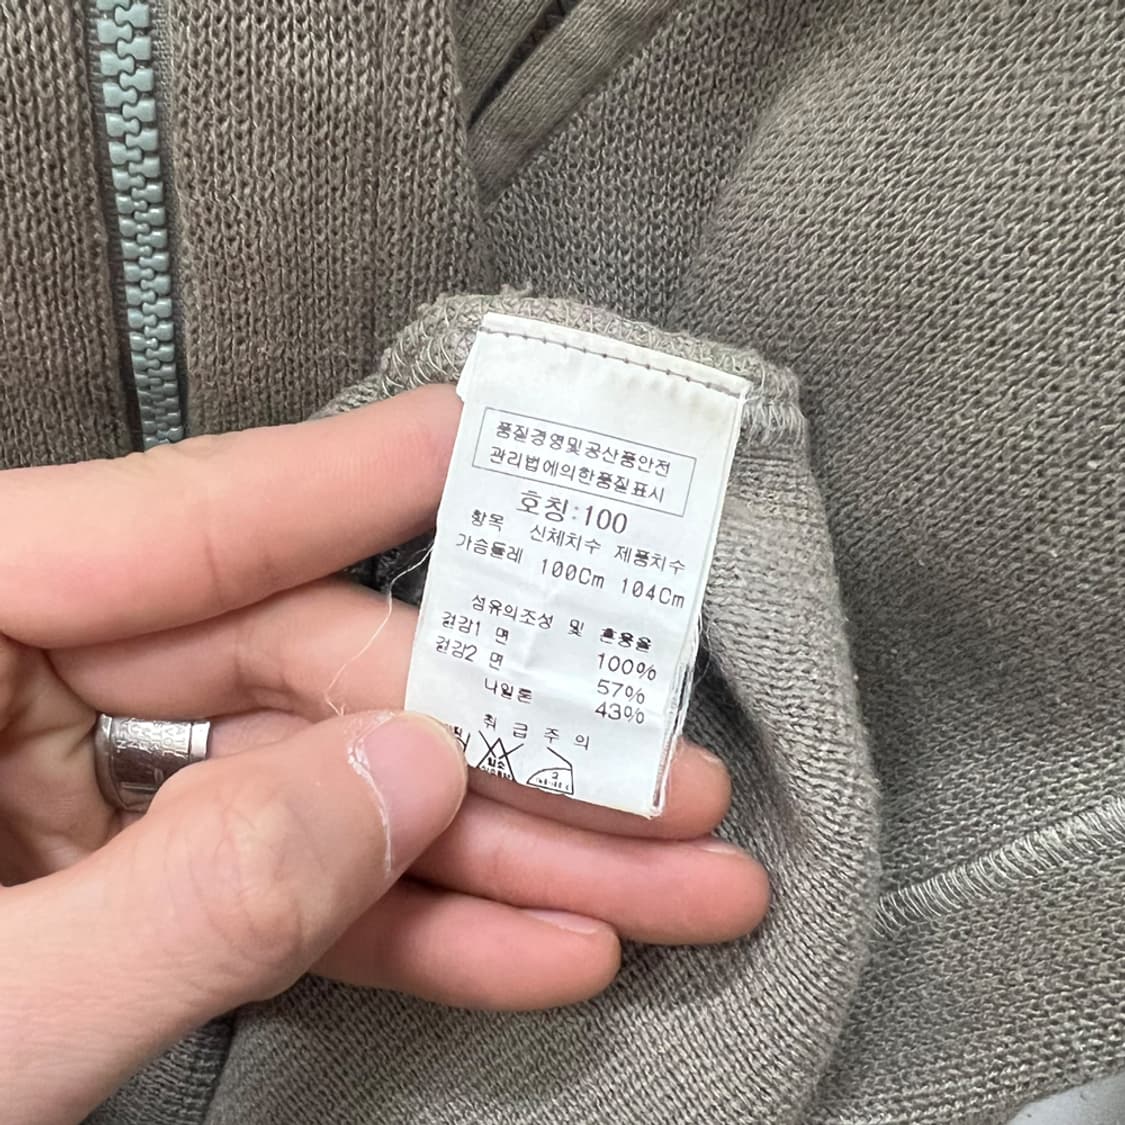 품질경영및공산품안전
관리법에의한품질표시
호칭:100
항목 신체치수 제품치수
가슴둘레 100Cm 104Cm
섬유의조성 및 혼용율
겉감1 면 100%
겉감2 면 57%
나일론 43%
취 급 주 의
염소
2